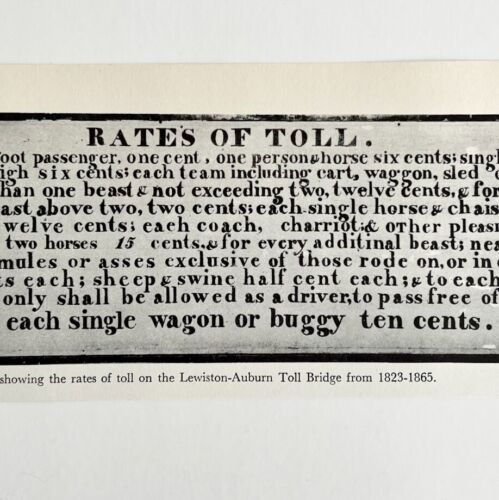 RATES OF TOLL.
oot passenger, one cent, one person & horse six cents; singl
igh six cents; each team including cart, waggon, sled o
han one beast & not exceeding two, twelve cents, & for
ast above two, two cents; each single horse & chais
welve cents; each coach, charriot & other pleasu
two horses 15 cents, & for every additinal beast; nea
mules or asses exclusive of those rode on, or in c
ts each; sheep & swine half cent each; & to each
only shall be allowed as a driver, to pass free of
each single wagon or buggy ten cents.
showing the rates of toll on the Lewiston-Auburn Toll Bridge from 1823-1865.